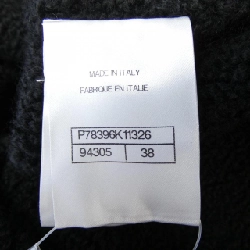 MADE IN ITALY
FABRIQUE EN ITALIE
P78396K11326
94305 38